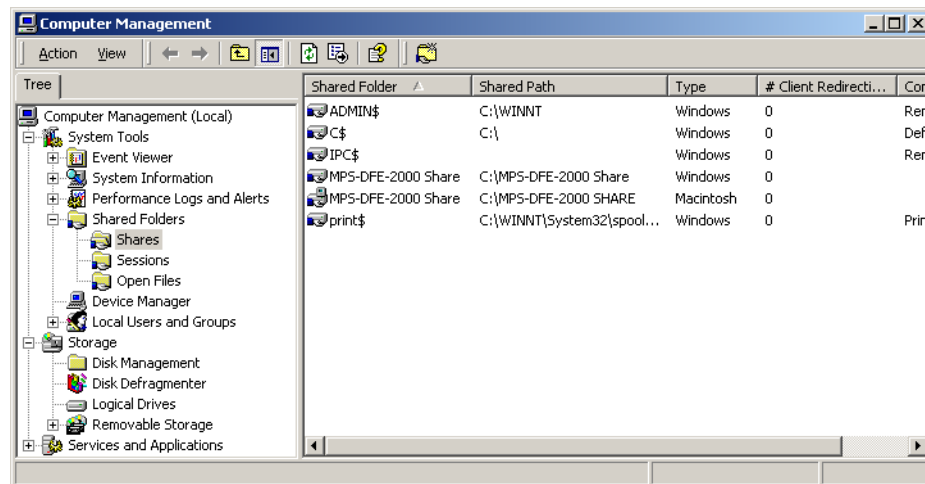 Computer Management
Action View
Tree
Computer Management (Local)
System Tools
Event Viewer
System Information
Performance Logs and Alerts
Shared Folders
Shares
Sessions
Open Files
Device Manager
Local Users and Groups
Storage
Disk Management
Disk Defragmenter
Logical Drives
Removable Storage
Services and Applications
Shared Folder Shared Path Type # Client Redirecti... Cor
ADMIN$ C:\WINNT Windows 0 Rer
C$ C:\ Windows 0 Def
IPC$ Windows 0 Rer
MPS-DFE-2000 Share C:\MPS-DFE-2000 Share Windows 0
MPS-DFE-2000 Share C:\MPS-DFE-2000 SHARE Macintosh 0
print$ C:\WINNT\System32\spool... Windows 0 Prin